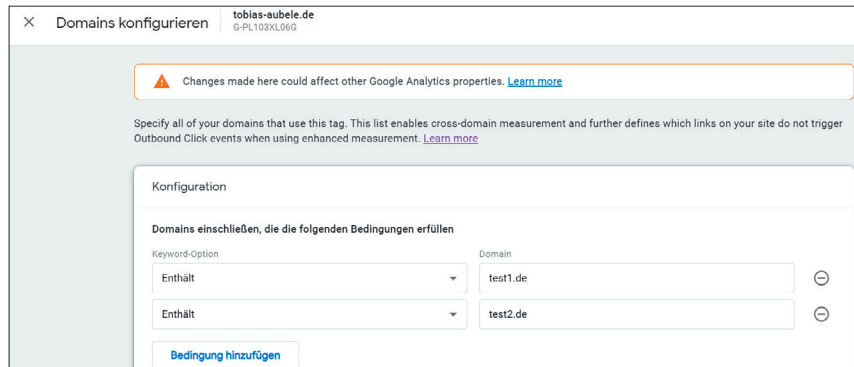 Domains konfigurieren
tobias-aubele.de
G-PL103XL06G
Changes made here could affect other Google Analytics properties. Learn more
Specify all of your domains that use this tag. This list enables cross-domain measurement and further defines which links on your site do not trigger
Outbound Click events when using enhanced measurement. Learn more
Konfiguration
Domains einschließen, die die folgenden Bedingungen erfüllen
Keyword-Option Domain
Enthält test1.de
Enthält test2.de
Bedingung hinzufügen